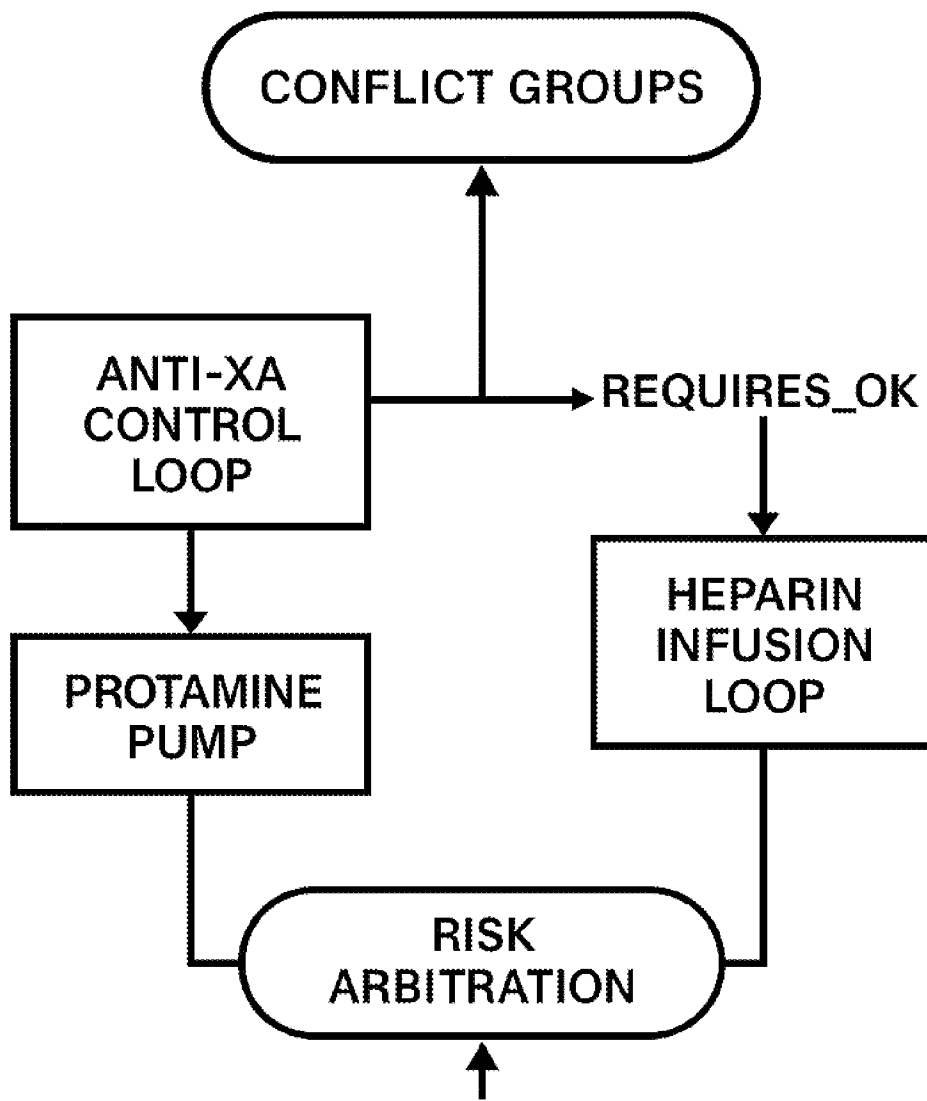 CONFLICT GROUPS
ANTI-XA
CONTROL
LOOP
REQUIRES_OK
PROTAMINE
PUMP
HEPARIN
INFUSION
LOOP
RISK
ARBITRATION